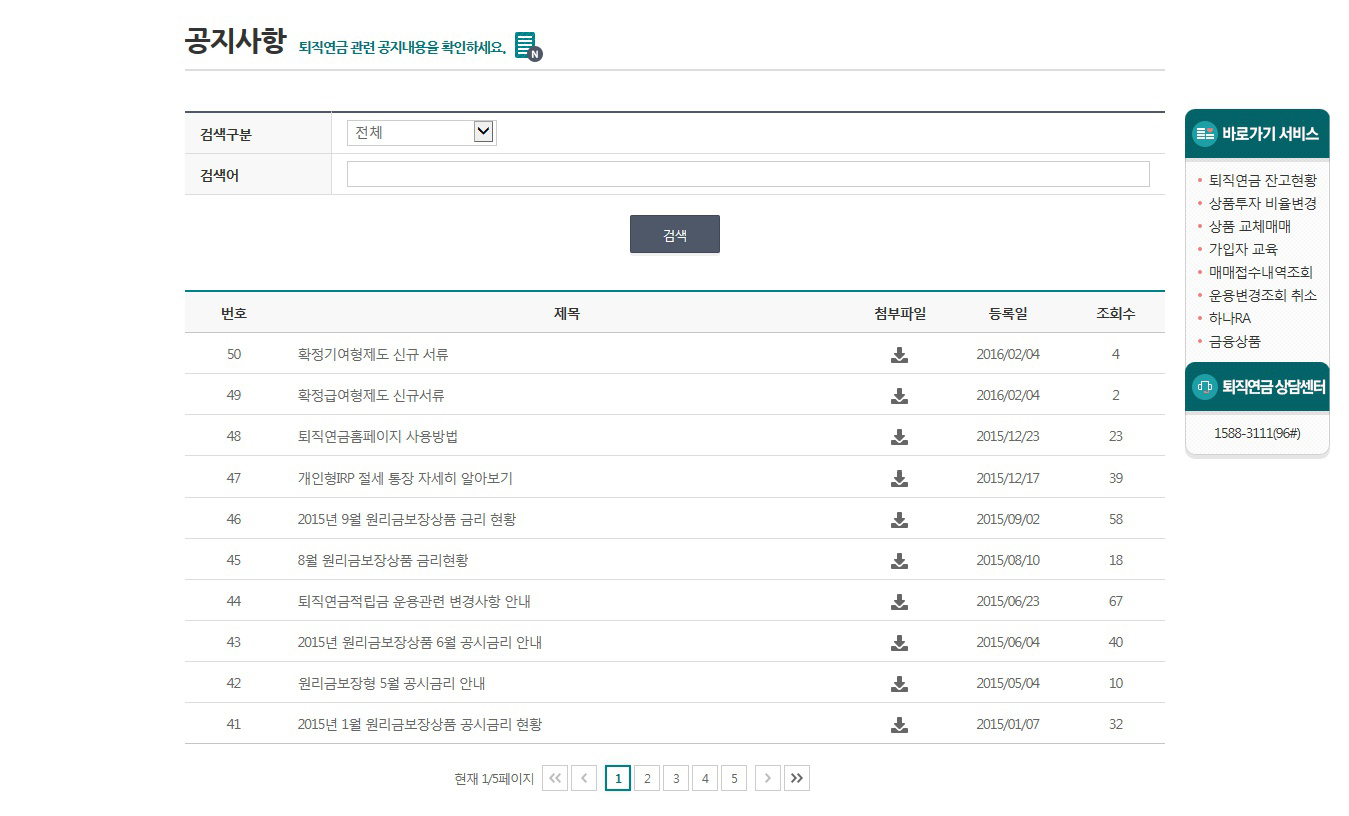 공지사항 퇴직연금 관련 공지내용을 확인하세요. N
검색구분 전체
검색어
검색
번호 제목 첨부파일 등록일 조회수
50 확정기여형제도 신규 서류 2016/02/04 4
49 확정급여형제도 신규서류 2016/02/04 2
48 퇴직연금홈페이지 사용방법 2015/12/23 23
47 개인형IRP 절세 통장 자세히 알아보기 2015/12/17 39
46 2015년 9월 원리금보장상품 금리 현황 2015/09/02 58
45 8월 원리금보장상품 금리현황 2015/08/10 18
44 퇴직연금적립금 운용관련 변경사항 안내 2015/06/23 67
43 2015년 원리금보장상품 6월 공시금리 안내 2015/06/04 40
42 원리금보장형 5월 공시금리 안내 2015/05/04 10
41 2015년 1월 원리금보장상품 공시금리 현황 2015/01/07 32
현재 1/5페이지 1 2 3 4 5
바로가기 서비스
퇴직연금 잔고현황
상품투자 비율변경
상품 교체매매
가입자 교육
매매접수내역조회
운용변경조회 취소
하나RA
금융상품
퇴직연금 상담센터
1588-3111(96#)